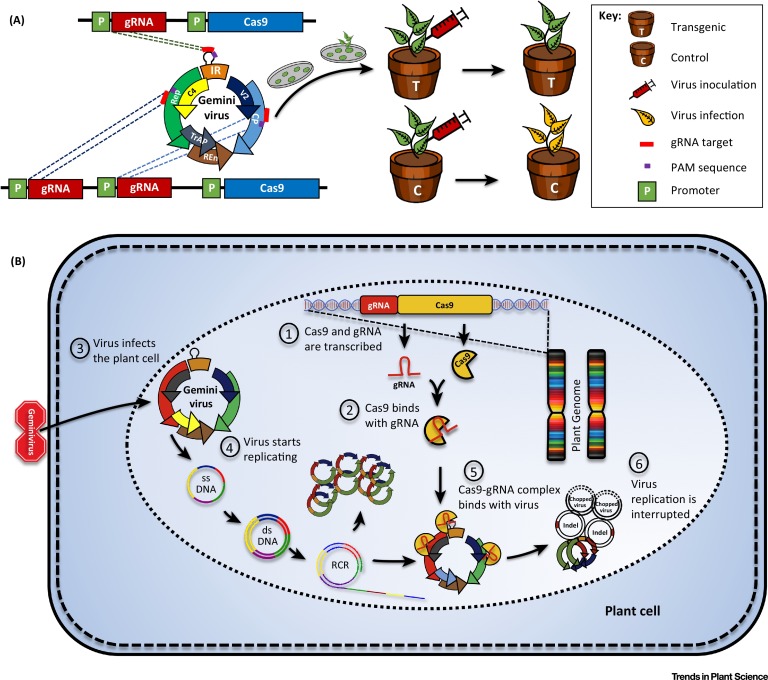 (A)
P gRNA P Cas9
Key:
T Transgenic
C Control
Virus inoculation
Virus infection
gRNA target
PAM sequence
P Promoter
IR
Rep
C4
V2
Gemini
virus
CP
TrAP
REn
T
T
C
C
P gRNA P gRNA P Cas9
(B)
gRNA Cas9
1 Cas9 and gRNA
are transcribed
gRNA
Cas9
2 Cas9 binds
with gRNA
3 Virus infects
the plant cell
Geminivirus
Gemini
virus
4 Virus starts
replicating
ss
DNA
ds
DNA
RCR
5
Cas9-gRNA complex
binds with virus
Plant Genome
6
Virus
replication is
interrupted
Chopped
virus
Chopped
virus
Indel
Indel
Plant cell
Trends in Plant Science